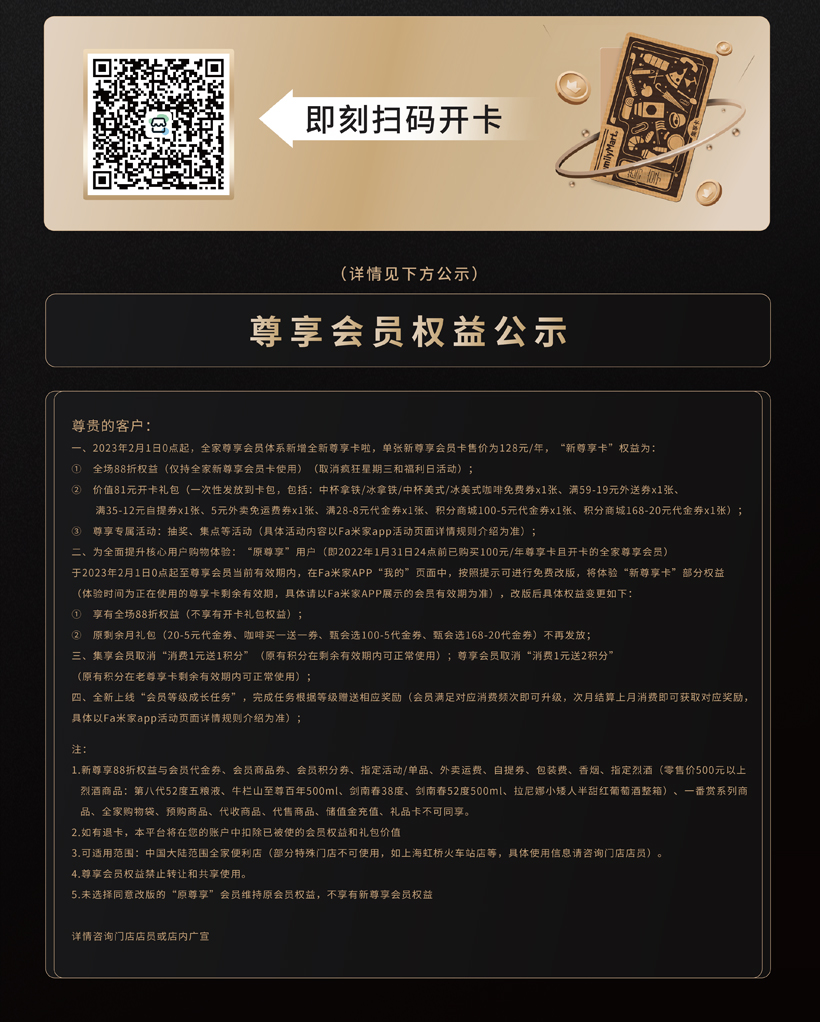 即刻扫码开卡
FamilyMart
尊享卡
（详情见下方公示）
尊享会员权益公示
尊贵的客户：
一、2023年2月1日0点起，全家尊享会员体系新增全新尊享卡啦，单张新尊享会员卡售价为128元/年，“新尊享卡”权益为：
① 全场88折权益（仅持全家新尊享会员卡使用）（取消疯狂星期三和福利日活动）；
② 价值81元开卡礼包（一次性发放到卡包，包括：中杯拿铁/冰拿铁/中杯美式/冰美式咖啡免费券x1张、满59-19元外送券x1张、
满35-12元自提券x1张、5元外卖免运费券x1张、满28-8元代金券x1张、积分商城100-5元代金券x1张、积分商城168-20元代金券x1张）；
③ 尊享专属活动：抽奖、集点等活动（具体活动内容以Fa米家app活动页面详情规则介绍为准）；
二、为全面提升核心用户购物体验：“原尊享”用户（即2022年1月31日24点前已购买100元/年尊享卡且开卡的全家尊享会员）
于2023年2月1日0点起至尊享会员当前有效期内，在Fa米家APP“我的”页面中，按照提示可进行免费改版，将体验“新尊享卡”部分权益
（体验时间为正在使用的尊享卡剩余有效期，具体请以Fa米家APP展示的会员有效期为准），改版后具体权益变更如下：
① 享有全场88折权益（不享有开卡礼包权益）；
② 原剩余月礼包（20-5元代金券、咖啡买一送一券、甄会选100-5代金券、甄会选168-20代金券）不再发放；
三、集享会员取消“消费1元送1积分”（原有积分在剩余有效期内可正常使用）；尊享会员取消“消费1元送2积分”
（原有积分在老尊享卡剩余有效期内可正常使用）；
四、全新上线“会员等级成长任务”，完成任务根据等级赠送相应奖励（会员满足对应消费频次即可升级，次月结算上月消费即可获取对应奖励，
具体以Fa米家app活动页面详情规则介绍为准）；
注：
1.新尊享88折权益与会员代金券、会员商品券、会员积分券、指定活动/单品、外卖运费、自提券、包装费、香烟、指定烈酒（零售价500元以上
烈酒商品：第八代52度五粮液、牛栏山至尊百年500ml、剑南春38度、剑南春52度500ml、拉尼娜小矮人半甜红葡萄酒整箱）、一番赏系列商
品、全家购物袋、预购商品、代收商品、代售商品、储值金充值、礼品卡不可同享。
2.如有退卡，本平台将在您的账户中扣除已被使的会员权益和礼包价值
3.可适用范围：中国大陆范围全家便利店（部分特殊门店不可使用，如上海虹桥火车站店等，具体使用信息请咨询门店店员）。
4.尊享会员权益禁止转让和共享使用。
5.未选择同意改版的“原尊享”会员维持原会员权益，不享有新尊享会员权益
详情咨询门店店员或店内广宣